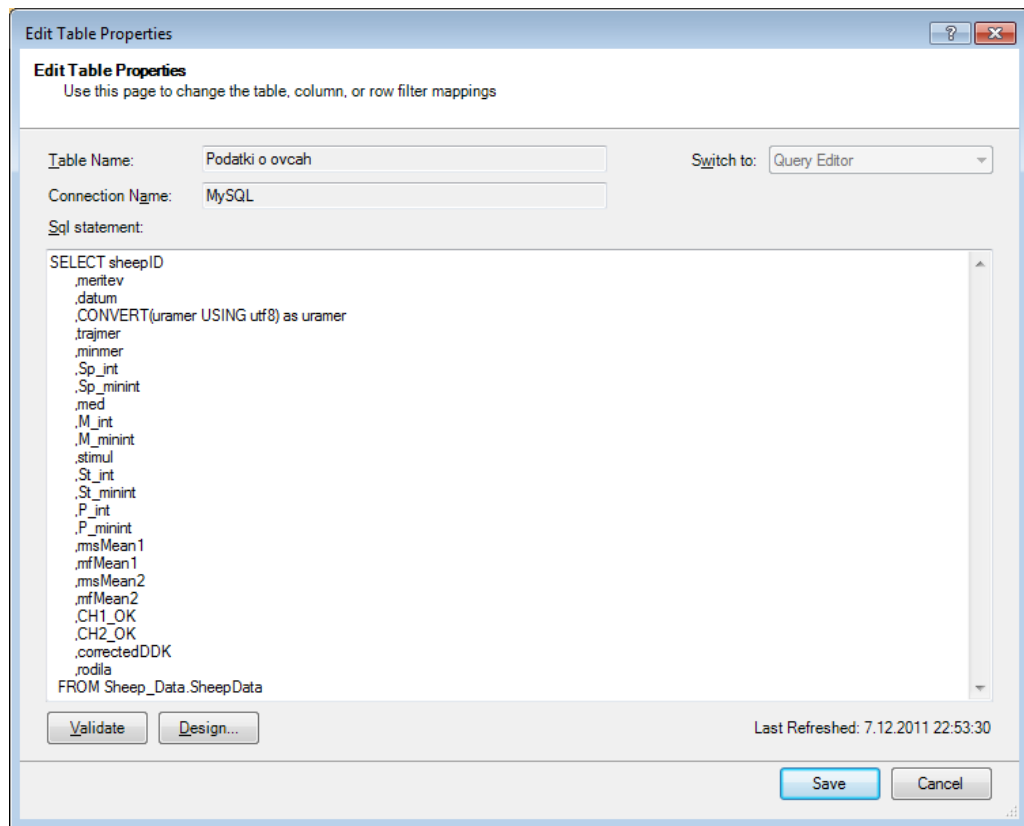 Edit Table Properties
Edit Table Properties
Use this page to change the table, column, or row filter mappings
Table Name: Podatki o ovcah Switch to: Query Editor
Connection Name: MySQL
Sql statement:
SELECT sheepID
,meritev
,datum
,CONVERT(uramer USING utf8) as uramer
,trajmer
,minmer
,Sp_int
,Sp_minint
,med
,M_int
,M_minint
,stimul
,St_int
,St_minint
,P_int
,P_minint
,rmsMean1
,mfMean1
,rmsMean2
,mfMean2
,CH1_OK
,CH2_OK
,correctedDDK
,rodila
FROM Sheep_Data.SheepData
Validate Design... Last Refreshed: 7.12.2011 22:53:30
Save Cancel